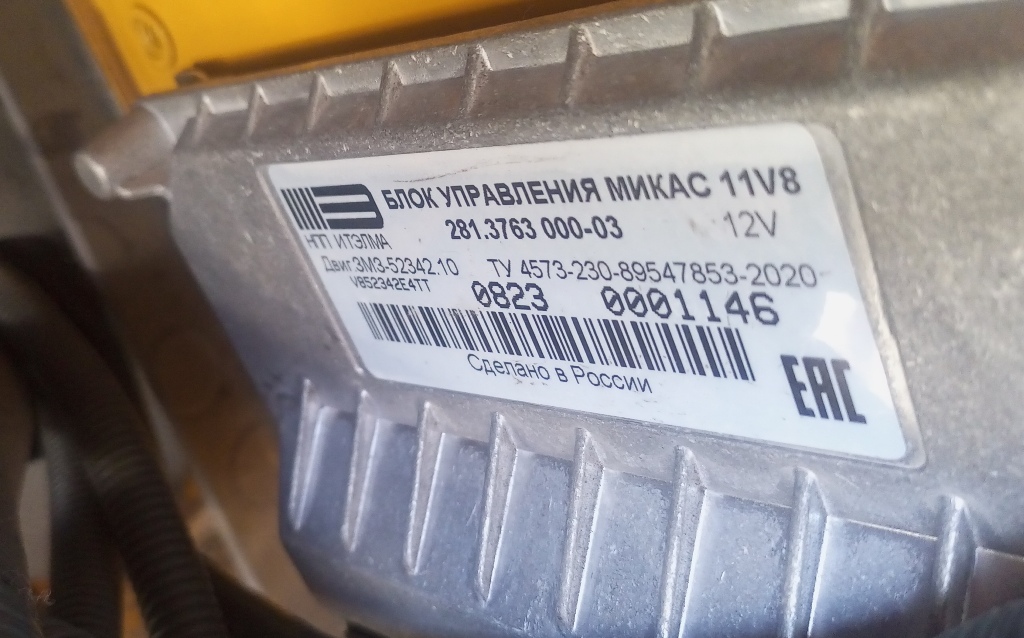 БЛОК УПРАВЛЕНИЯ МИКАС 11V8
НПП ИТЭЛМА
281.3763 000-03 12V
Двиг.ЗМЗ-52342.10 ТУ 4573-230-89547853-2020
V852342E4TT
0823 0001146
Сделано в России
EAC